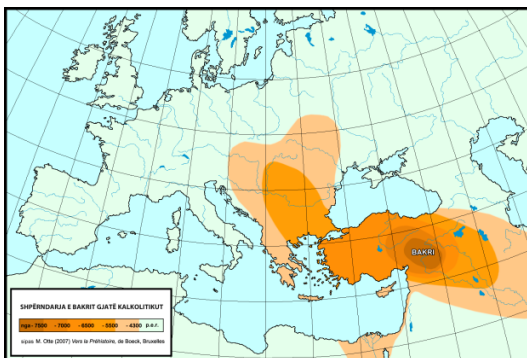 BAKRI
SHPËRNDARJA E BAKRIT GJATË KALKOLITIKUT
nga - 7500 - 7000 - 6500 - 5500 - 4300 p.e.r.
sipas M. Otte (2007) Vers la Préhistoire, de Boeck, Bruxelles